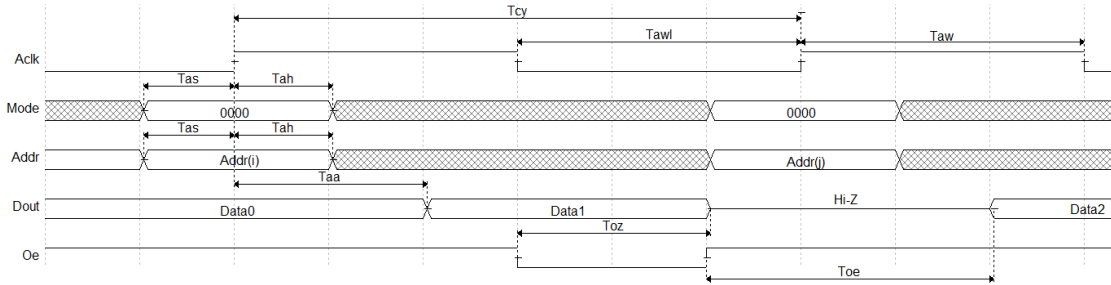 Tcy
Tawl Taw
Aclk
Tas Tah
Mode 0000 0000
Tas Tah
Addr Addr(i) Addr(j)
Taa
Dout Data0 Data1 Hi-Z Data2
Toz
Oe
Toe